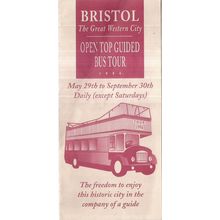 BRISTOL
The Great Western City
OPEN TOP GUIDED
BUS TOUR
May 29th to September 30th
Daily (except Saturdays)
The freedom to enjoy
this historic city in the
company of a guide